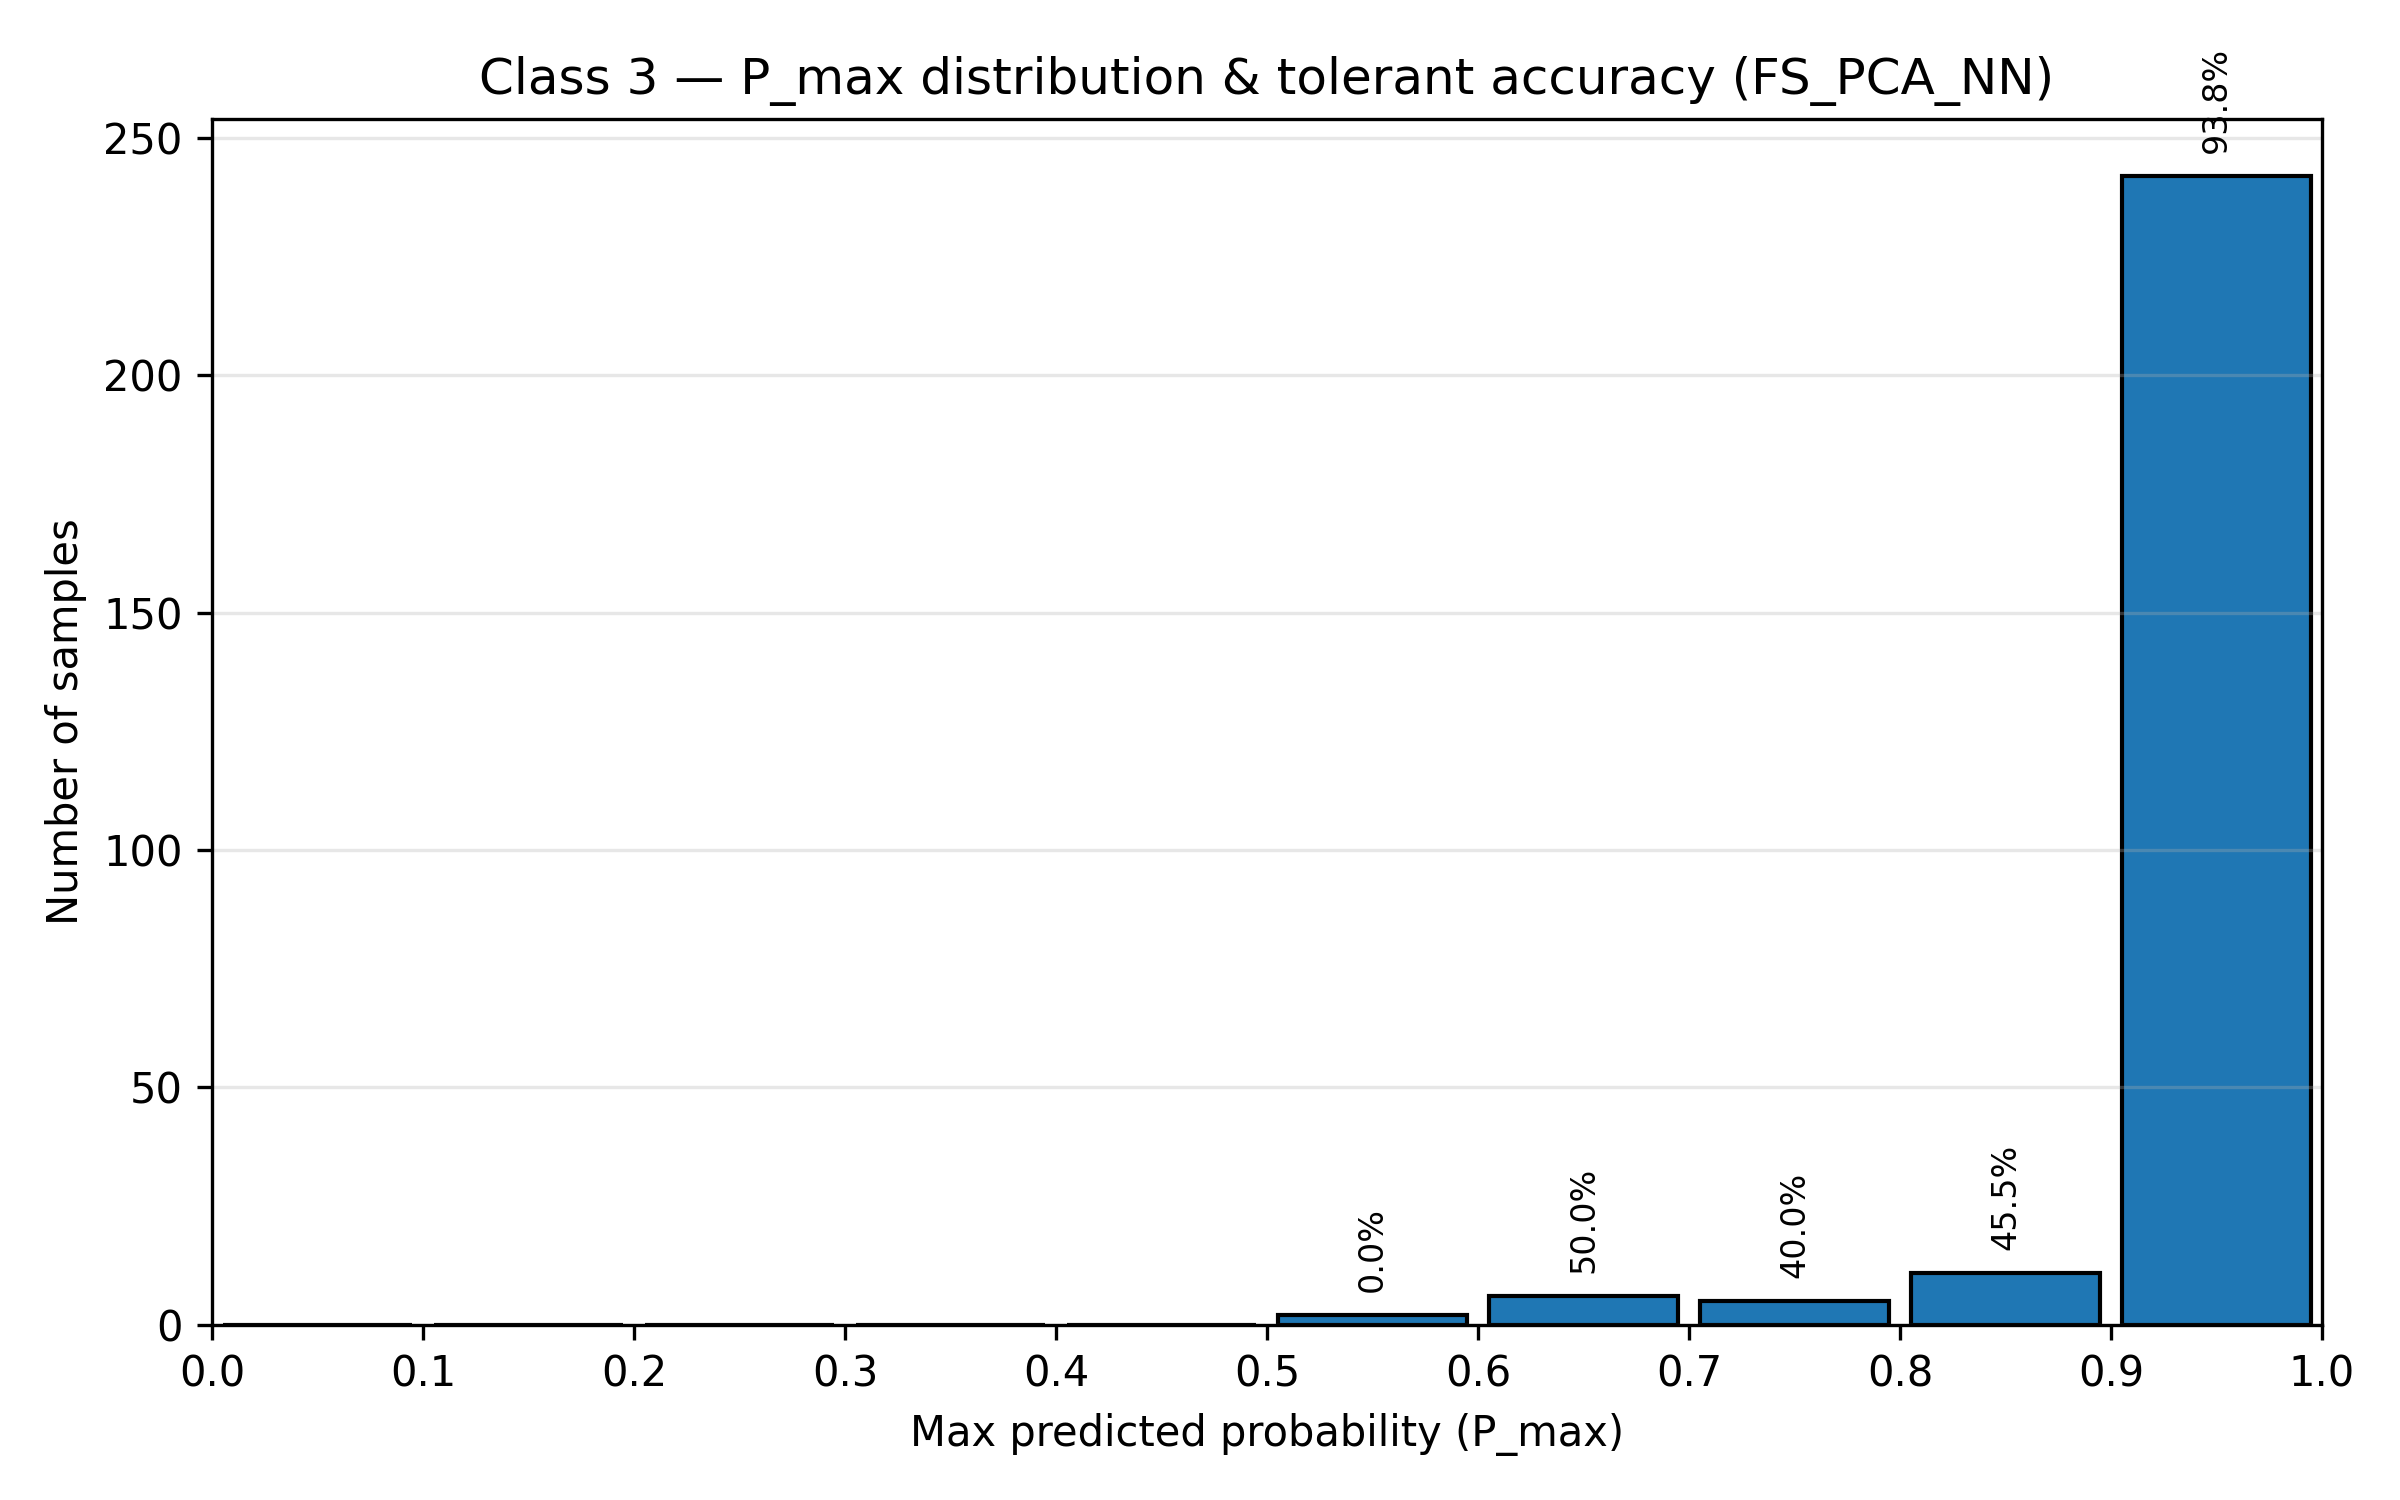 Class 3 — P_max distribution & tolerant accuracy (FS_PCA_NN)
93.8%
250
200
150
100
50
0
Number of samples
0.0%
50.0%
40.0%
45.5%
0.0 0.1 0.2 0.3 0.4 0.5 0.6 0.7 0.8 0.9 1.0
Max predicted probability (P_max)